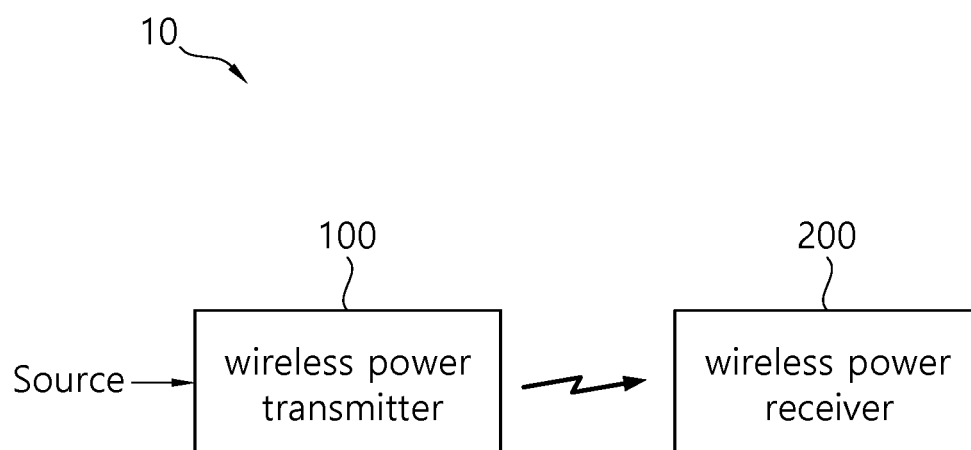 10
100
200
Source
wireless power
transmitter
wireless power
receiver